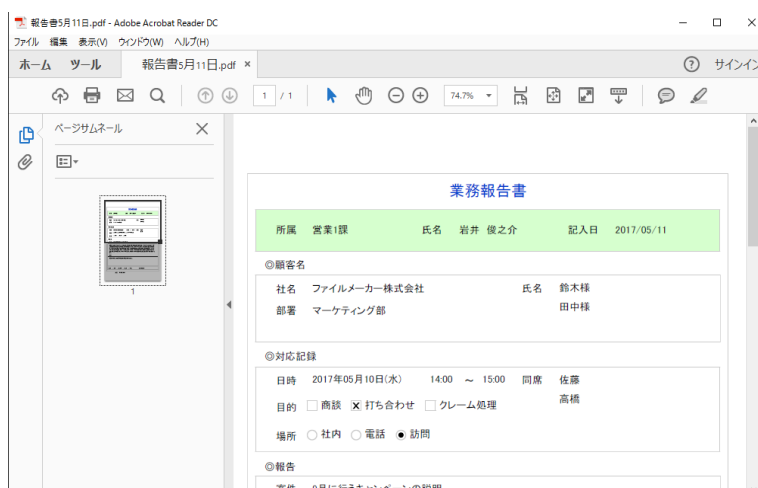 報告書5月11日.pdf - Adobe Acrobat Reader DC
ファイル 編集 表示(V) ウィンドウ(W) ヘルプ(H)
ホーム ツール 報告書5月11日.pdf × ? サインイン
1 / 1 74.7%
ページサムネール
1
業務報告書
所属 営業1課 氏名 岩井 俊之介 記入日 2017/05/11
◎顧客名
社名 ファイルメーカー株式会社 氏名 鈴木様
部署 マーケティング部 田中様
◎対応記録
日時 2017年05月10日(水) 14:00 ～ 15:00 同席 佐藤
高橋
目的 商談 打ち合わせ クレーム処理
場所 社内 電話 訪問
◎報告